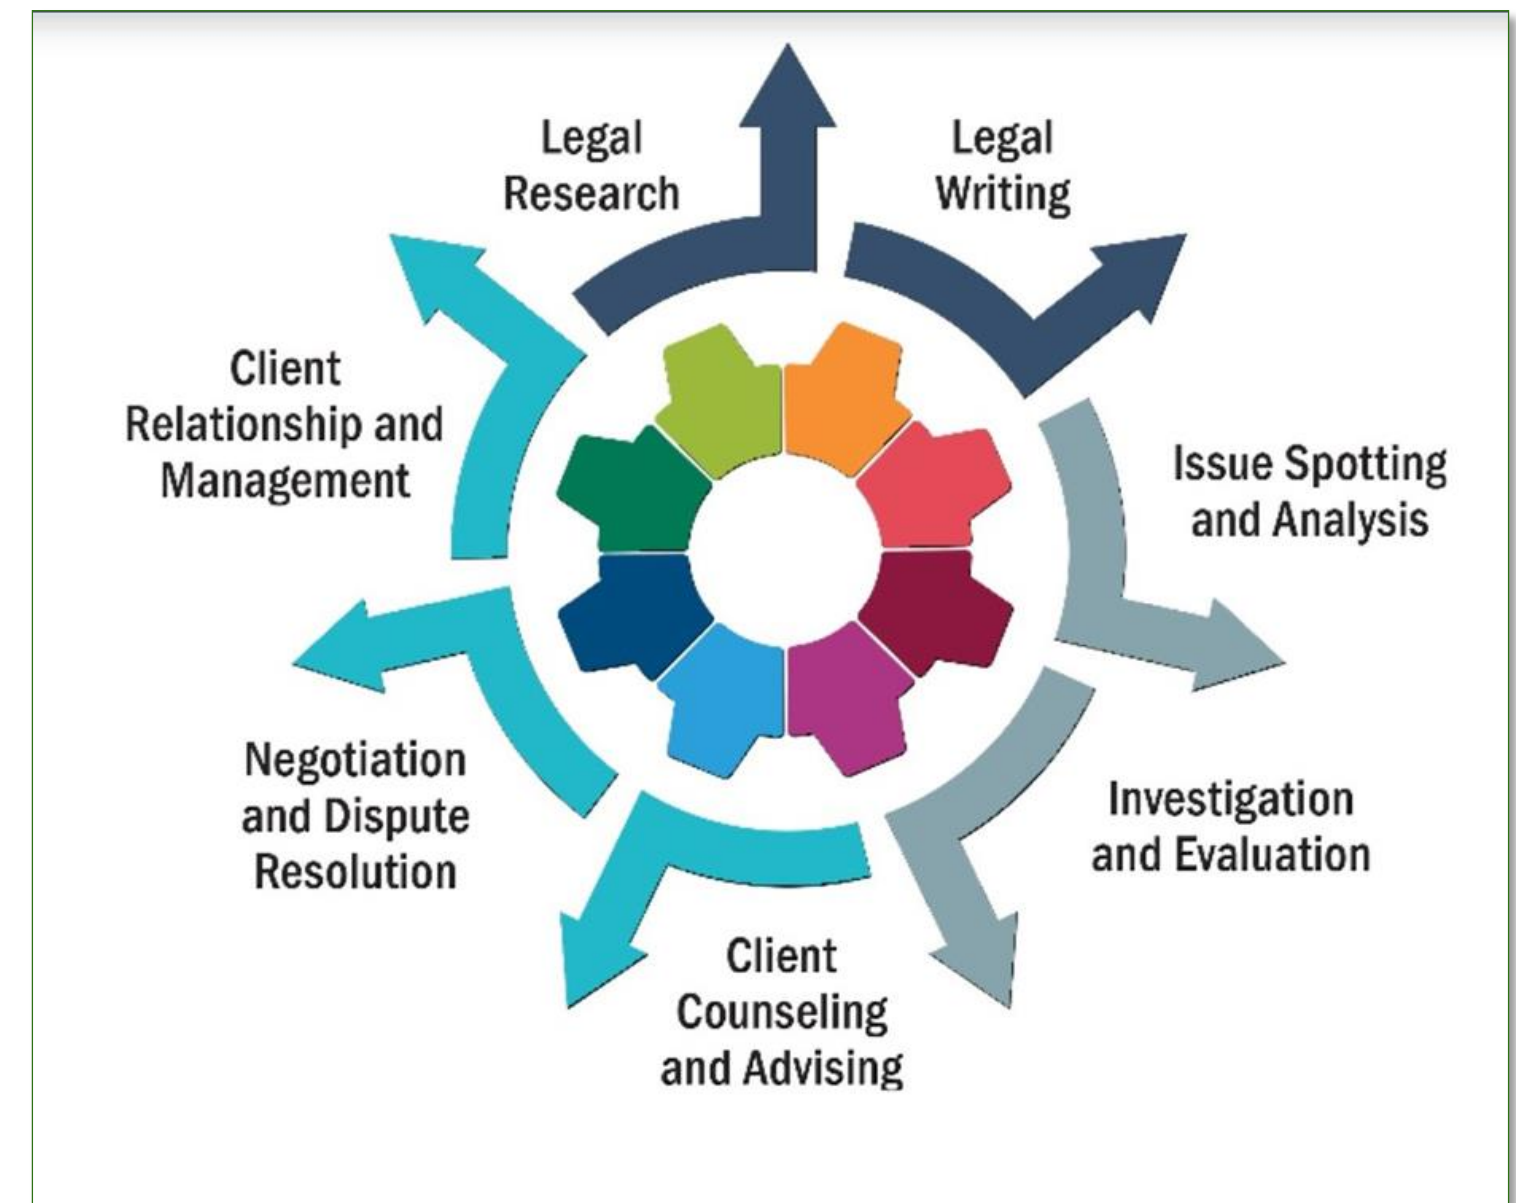 Legal
Research
Legal
Writing
Client
Relationship and
Management
Issue Spotting
and Analysis
Negotiation
and Dispute
Resolution
Investigation
and Evaluation
Client
Counseling
and Advising